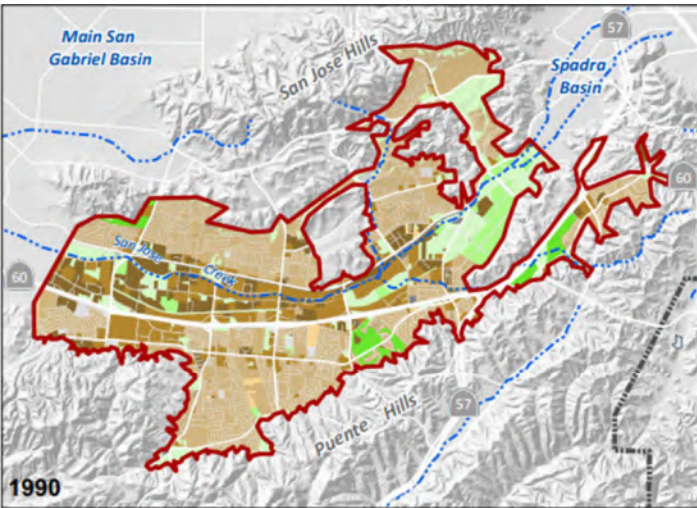 Main San
Gabriel Basin
San Jose Hills
57
Spadra
Basin
60
San Jose
Creek
60
57
Puente Hills
1990